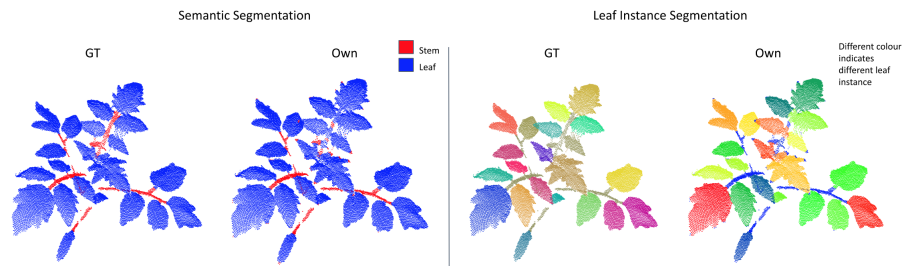 Semantic Segmentation
GT
Own
Stem
Leaf
Leaf Instance Segmentation
GT
Own
Different colour
indicates
different leaf
instance